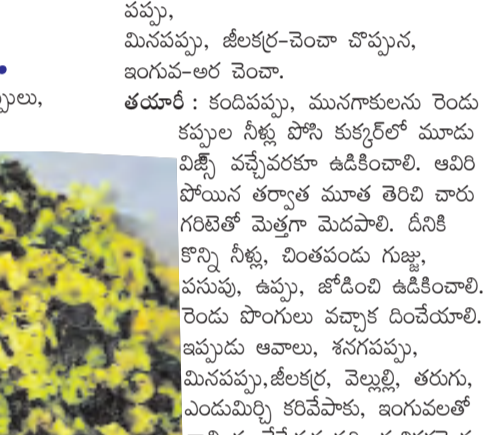 పప్పు,
మినపప్పు, జీలకర్ర-చెంచా చొప్పున,
ఇంగువ-అర చెంచా.
తయారీ : కందిపప్పు, మునగాకులను రెండు
కప్పుల నీళ్లు పోసి కుక్కర్‌లో మూడు
విజ్స్ వచ్చేవరకూ ఉడికించాలి. ఆవిరి
పోయిన తర్వాత మూత తెరిచి చారు
గరిటెతో మెత్తగా మెదపాలి. దీనికి
కొన్ని నీళ్లు, చింతపండు గుజ్జు,
పసుపు, ఉప్పు, జోడించి ఉడికించాలి.
రెండు పొంగులు వచ్చాక దించేయాలి.
ఇప్పుడు ఆవాలు, శనగపప్పు,
మినపప్పు,జీలకర్ర, వెల్లుల్లి, తరుగు,
ఎండుమిర్చి కరివేపాకు, ఇంగువలతో